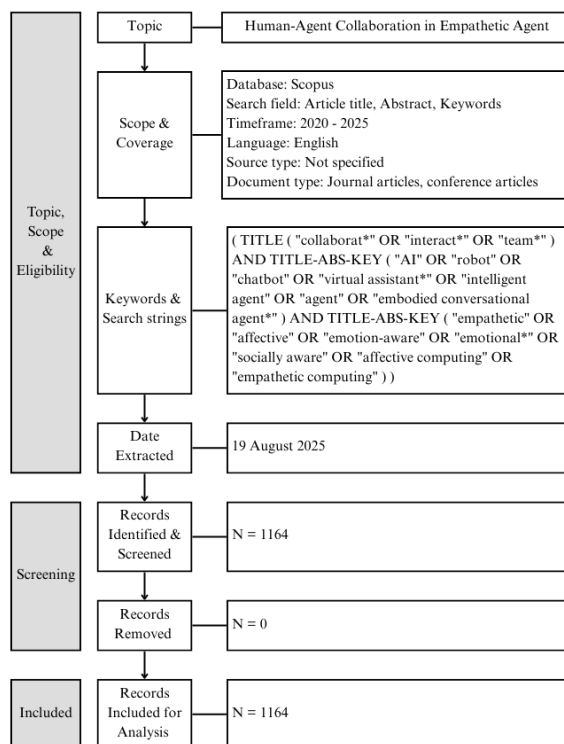 Topic
Human-Agent Collaboration in Empathetic Agent
Topic,
Scope
&
Eligibility
Scope &
Coverage
Database: Scopus
Search field: Article title, Abstract, Keywords
Timeframe: 2020 - 2025
Language: English
Source type: Not specified
Document type: Journal articles, conference articles
Keywords &
Search strings
( TITLE ( "collaborat*" OR "interact*" OR "team*" )
AND TITLE-ABS-KEY ( "AI" OR "robot" OR
"chatbot" OR "virtual assistant*" OR "intelligent
agent" OR "agent" OR "embodied conversational
agent*" ) AND TITLE-ABS-KEY ( "empathetic" OR
"affective" OR "emotion-aware" OR "emotional*" OR
"socially aware" OR "affective computing" OR
"empathetic computing" ) )
Date
Extracted
19 August 2025
Screening
Records
Identified &
Screened
N = 1164
Records
Removed
N = 0
Included
Records
Included for
Analysis
N = 1164